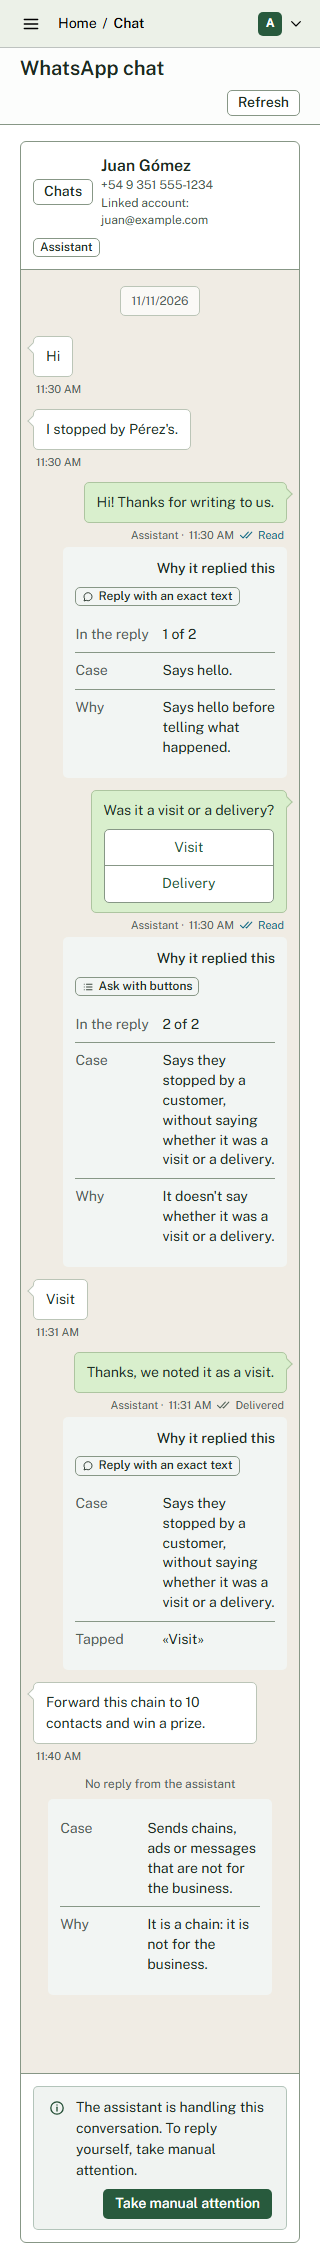 Home / Chat
A
WhatsApp chat
Refresh
Chats
Juan Gómez
+54 9 351 555-1234
Linked account:
juan@example.com
Assistant
11/11/2026
Hi
11:30 AM
I stopped by Pérez's.
11:30 AM
Hi! Thanks for writing to us.
Assistant · 11:30 AM Read
Why it replied this
Reply with an exact text
In the reply 1 of 2
Case Says hello.
Why Says hello before
telling what
happened.
Was it a visit or a delivery?
Visit
Delivery
Assistant · 11:30 AM Read
Why it replied this
Ask with buttons
In the reply 2 of 2
Case Says they
stopped by a
customer,
without saying
whether it was a
visit or a delivery.
Why It doesn't say
whether it was a
visit or a delivery.
Visit
11:31 AM
Thanks, we noted it as a visit.
Assistant · 11:31 AM Delivered
Why it replied this
Reply with an exact text
Case Says they
stopped by a
customer,
without saying
whether it was a
visit or a delivery.
Tapped «Visit»
Forward this chain to 10
contacts and win a prize.
11:40 AM
No reply from the assistant
Case Sends chains,
ads or messages
that are not for
the business.
Why It is a chain: it is
not for the
business.
The assistant is handling this
conversation. To reply
yourself, take manual
attention.
Take manual attention